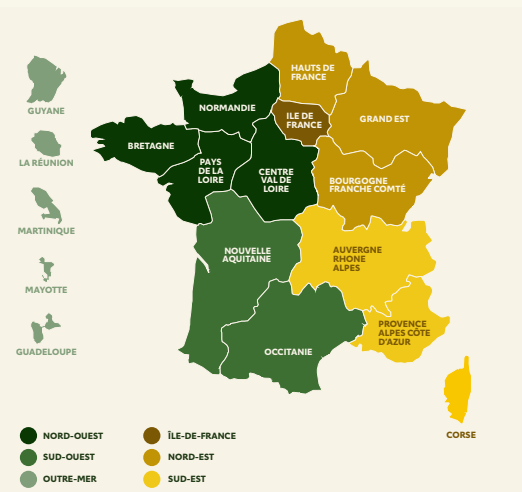 HAUTS DE
FRANCE
NORMANDIE
ILE DE
FRANCE
GRAND EST
GUYANE
BRETAGNE
PAYS
DE LA
LOIRE
CENTRE
VAL DE
LOIRE
BOURGOGNE
FRANCHE COMTÉ
LA RÉUNION
MARTINIQUE
NOUVELLE
AQUITAINE
AUVERGNE
RHONE
ALPES
MAYOTTE
GUADELOUPE
OCCITANIE
PROVENCE
ALPES CÔTE
D'AZUR
CORSE
NORD-OUEST
ÎLE-DE-FRANCE
SUD-OUEST
NORD-EST
OUTRE-MER
SUD-EST